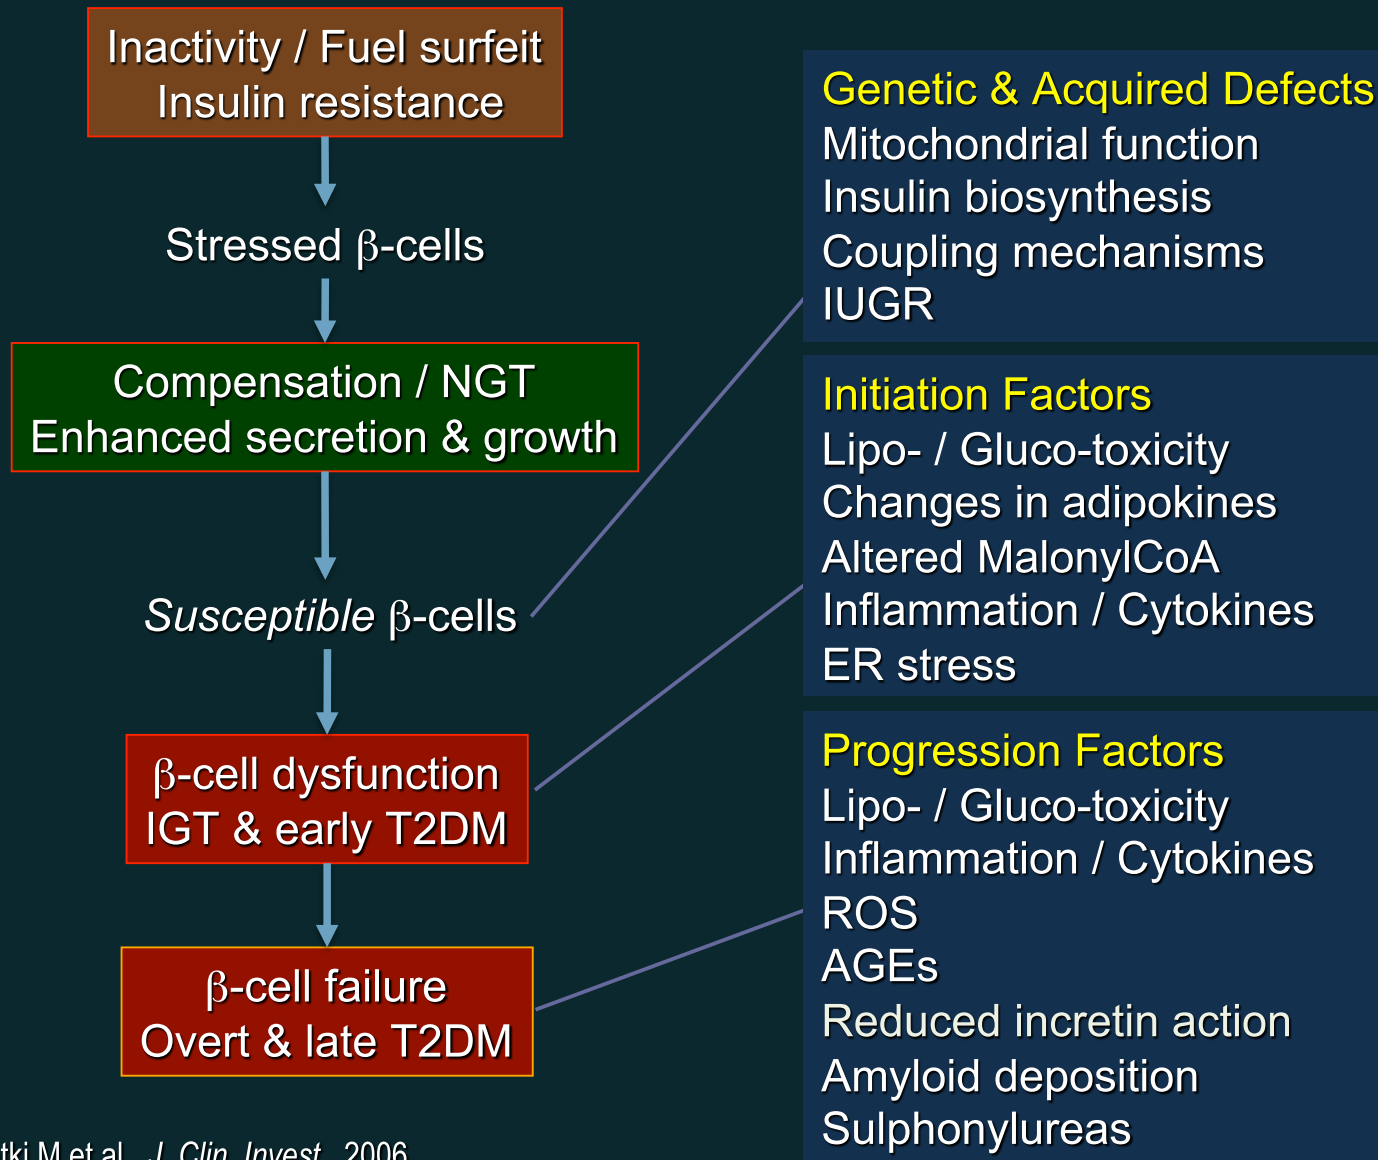 Inactivity / Fuel surfeit
Insulin resistance
Stressed β-cells
Compensation / NGT
Enhanced secretion & growth
Susceptible β-cells
β-cell dysfunction
IGT & early T2DM
β-cell failure
Overt & late T2DM
Genetic & Acquired Defects
Mitochondrial function
Insulin biosynthesis
Coupling mechanisms
IUGR
Initiation Factors
Lipo- / Gluco-toxicity
Changes in adipokines
Altered MalonylCoA
Inflammation / Cytokines
ER stress
Progression Factors
Lipo- / Gluco-toxicity
Inflammation / Cytokines
ROS
AGEs
Reduced incretin action
Amyloid deposition
Sulphonylureas
M et al. J. Clin. Invest. 2006